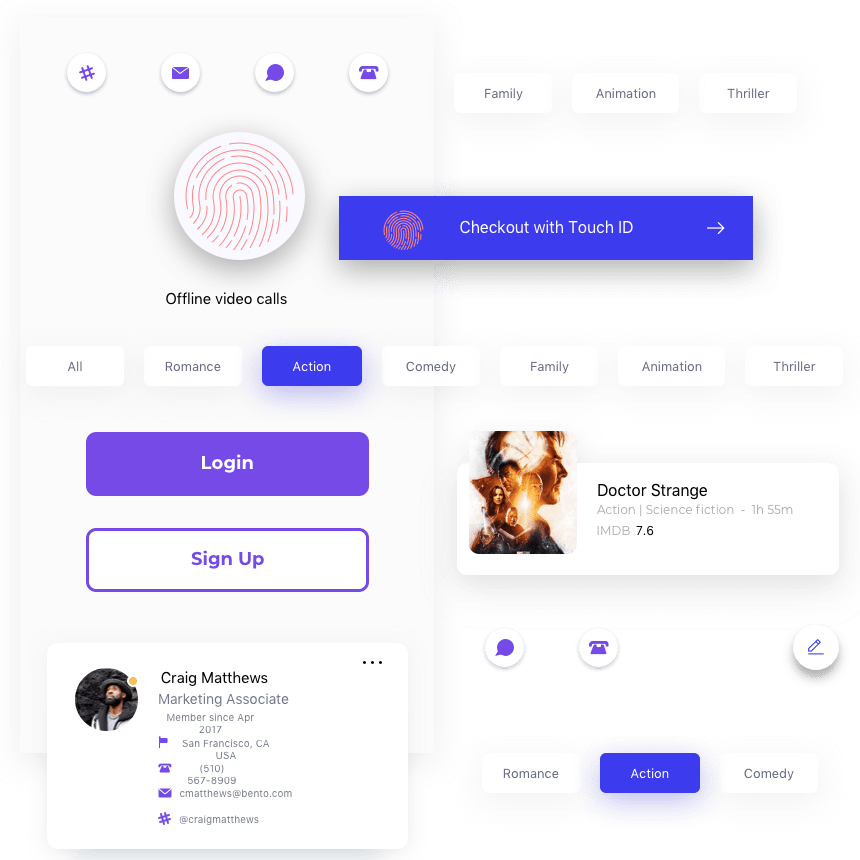 Family
Animation
Thriller
Checkout with Touch ID
Offline video calls
All
Romance
Action
Comedy
Family
Animation
Thriller
Login
Sign Up
Doctor Strange
Action | Science fiction - 1h 55m
IMDB 7.6
Craig Matthews
Marketing Associate
Member since Apr
2017
San Francisco, CA
USA
(510)
567-8909
cmatthews@bento.com
@craigmatthews
Romance
Action
Comedy